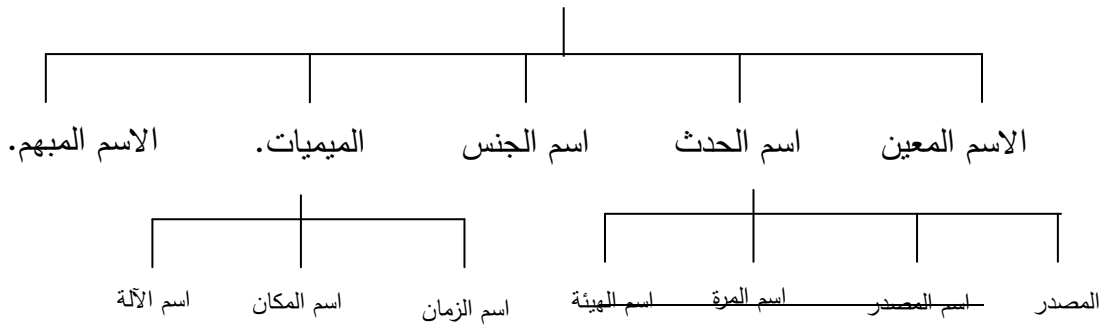 الاسم المعين اسم الحدث اسم الجنس الميميات. الاسم المبهم.
المصدر اسم المصدر اسم المرة اسم الهيئة اسم الزمان اسم المكان اسم الآلة